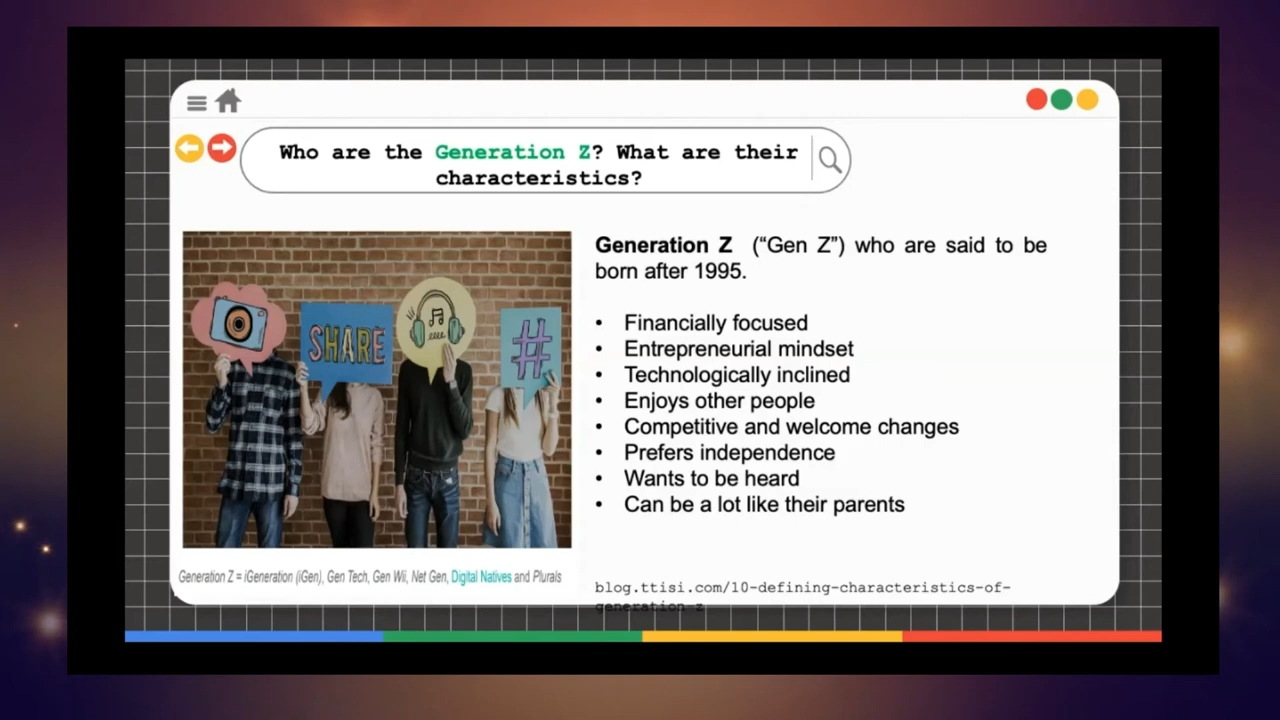 Who are the Generation Z? What are their
characteristics?
SHARE
#
Generation Z (“Gen Z”) who are said to be
born after 1995.
• Financially focused
• Entrepreneurial mindset
• Technologically inclined
• Enjoys other people
• Competitive and welcome changes
• Prefers independence
• Wants to be heard
• Can be a lot like their parents
Generation Z = iGeneration (iGen), Gen Tech, Gen Wii, Net Gen, Digital Natives and Plurals
blog.ttisi.com/10-defining-characteristics-of-
generation-z